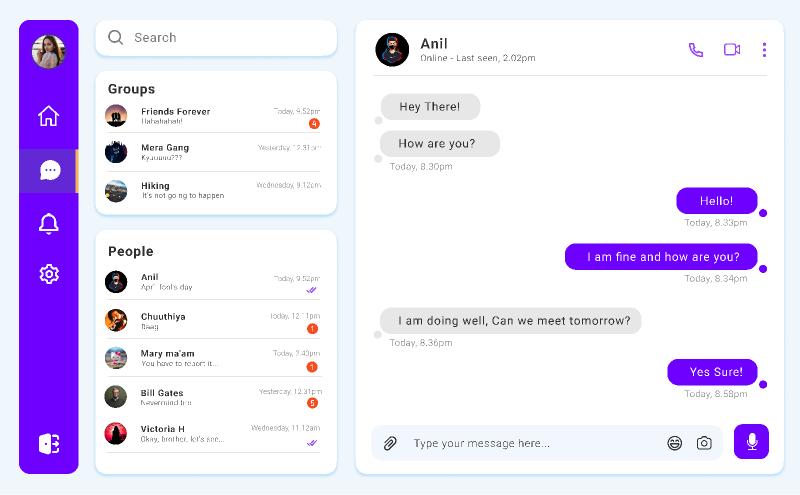 Search
Groups
Friends Forever
Today, 9.52pm
Hahahahah!
4
Mera Gang
Yesterday, 12.31pm
Kyuuuuu???
Hiking
Wednesday, 9.12am
It's not going to happen
People
Anil
Today, 9.52pm
April fool's day
Chuuthiya
Today, 12.11pm
Baag
1
Mary ma'am
Today, 2.40pm
You have to report it...
1
Bill Gates
Yesterday, 12.31pm
Nevermind bro
5
Victoria H
Wednesday, 11.12am
Okay, brother. let's see...
Anil
Online - Last seen, 2.02pm
Hey There!
How are you?
Today, 8.30pm
Hello!
Today, 8.33pm
I am fine and how are you?
Today, 8.34pm
I am doing well, Can we meet tomorrow?
Today, 8.36pm
Yes Sure!
Today, 8.58pm
Type your message here...